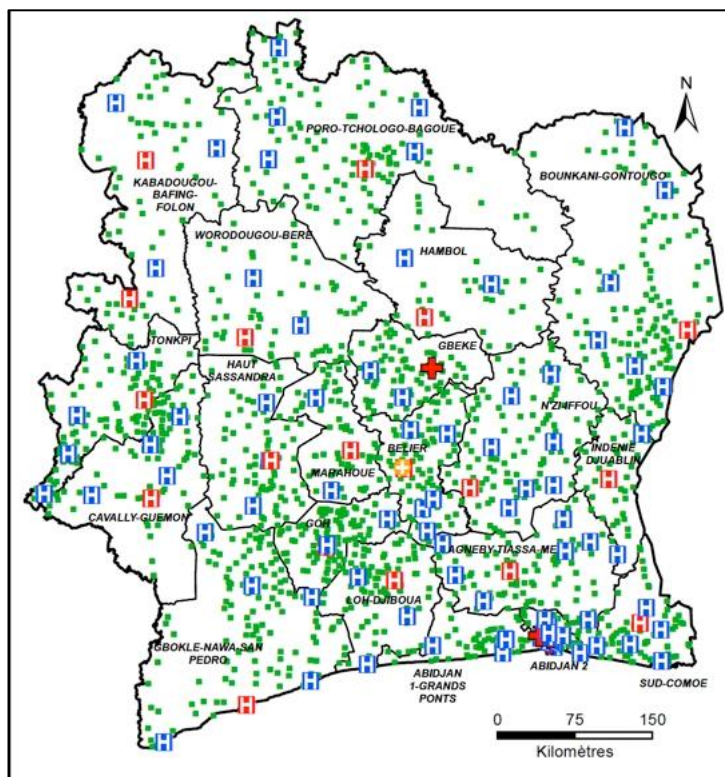 N
PORO-TCHOLOGO-BAGOUE
BOUNKANI-GONTOUGO
KABADOUGOU-
BAFING-
FOLON
WORODOUGOU-BERE
HAMBOL
TONKPI
GBEKE
HAUT
SASSANDRA
N'ZI-IFFOU
BELIER
INDENIE
DJUABLIN
MARAHOUE
CAVALLY-GUEMON
GOH
AGNEBY-TIASSA-ME
LOH-DJIBOUA
GBOKLE-NAWA-SAN
PEDRO
ABIDJAN
1-GRANDS
PONTS
ABIDJAN 2
SUD-COMOE
0 75 150
Kilomètres